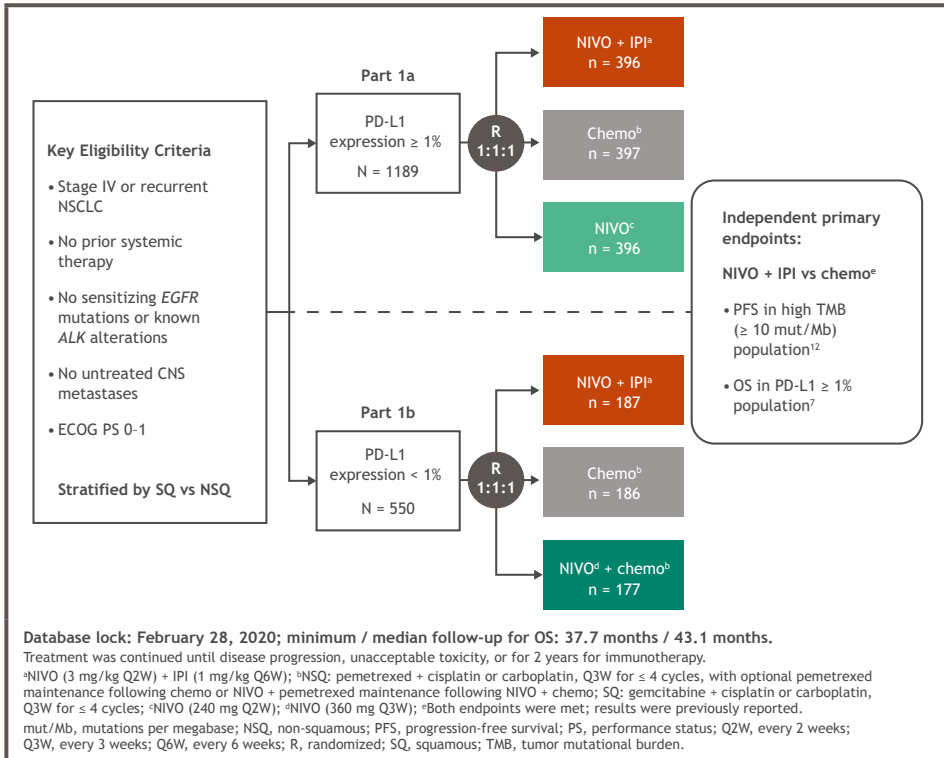 Key Eligibility Criteria
• Stage IV or recurrent
NSCLC
• No prior systemic
therapy
• No sensitizing EGFR
mutations or known
ALK alterations
• No untreated CNS
metastases
• ECOG PS 0–1
Stratified by SQ vs NSQ
Part 1a
PD-L1
expression ≥ 1%
N = 1189
R
1:1:1
NIVO + IPIᵃ
n = 396
Chemoᵇ
n = 397
NIVOᶜ
n = 396
Part 1b
PD-L1
expression < 1%
N = 550
R
1:1:1
NIVO + IPIᵃ
n = 187
Chemoᵇ
n = 186
NIVOᵈ + chemoᵇ
n = 177
Independent primary
endpoints:
NIVO + IPI vs chemoᵉ
• PFS in high TMB
(≥ 10 mut/Mb)
population¹²
• OS in PD-L1 ≥ 1%
population⁷
Database lock: February 28, 2020; minimum / median follow-up for OS: 37.7 months / 43.1 months.
Treatment was continued until disease progression, unacceptable toxicity, or for 2 years for immunotherapy.
ᵃNIVO (3 mg/kg Q2W) + IPI (1 mg/kg Q6W); ᵇNSQ: pemetrexed + cisplatin or carboplatin, Q3W for ≤ 4 cycles, with optional pemetrexed
maintenance following chemo or NIVO + pemetrexed maintenance following NIVO + chemo; SQ: gemcitabine + cisplatin or carboplatin,
Q3W for ≤ 4 cycles; ᶜNIVO (240 mg Q2W); ᵈNIVO (360 mg Q3W); ᵉBoth endpoints were met; results were previously reported.
mut/Mb, mutations per megabase; NSQ, non-squamous; PFS, progression-free survival; PS, performance status; Q2W, every 2 weeks;
Q3W, every 3 weeks; Q6W, every 6 weeks; R, randomized; SQ, squamous; TMB, tumor mutational burden.